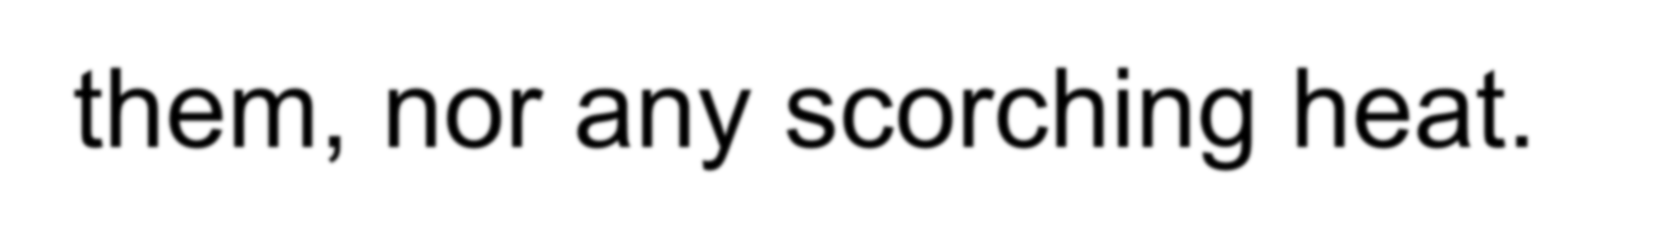 them, nor any scorching heat.